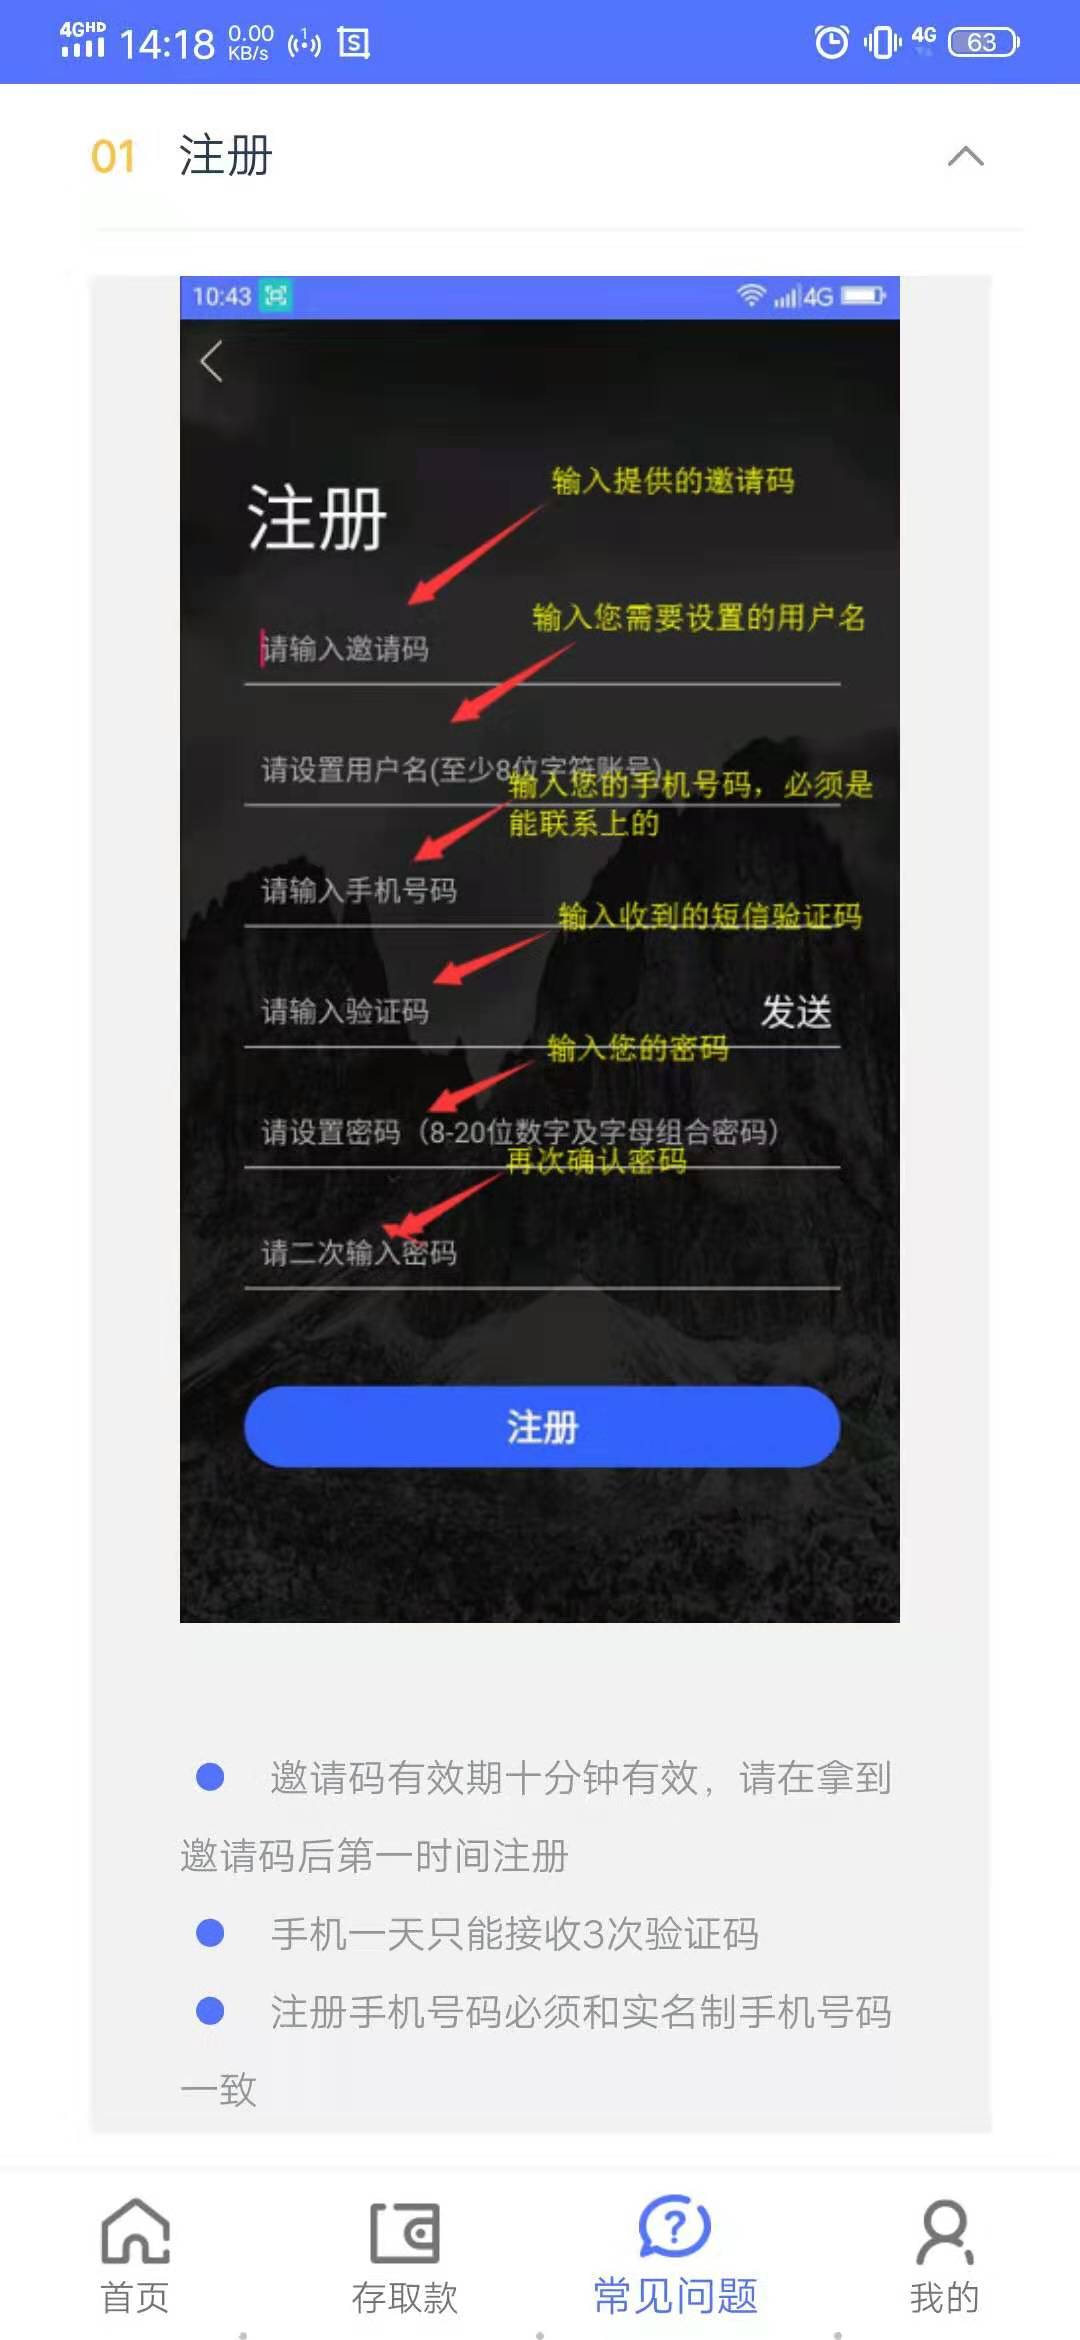 4GHD 14:18 0.00 KB/s 4G 63
01 注册
10:43 4G
输入提供的邀请码
注册
输入您需要设置的用户名
请输入邀请码
请设置用户名(至少8位字符账号)
输入您的手机号码，必须是
能联系上的
请输入手机号码
输入收到的短信验证码
请输入验证码 发送
输入您的密码
请设置密码（8-20位数字及字母组合密码）
再次确认密码
请二次输入密码
注册
邀请码有效期十分钟有效，请在拿到
邀请码后第一时间注册
手机一天只能接收3次验证码
注册手机号码必须和实名制手机号码
一致
首页 存取款 常见问题 我的